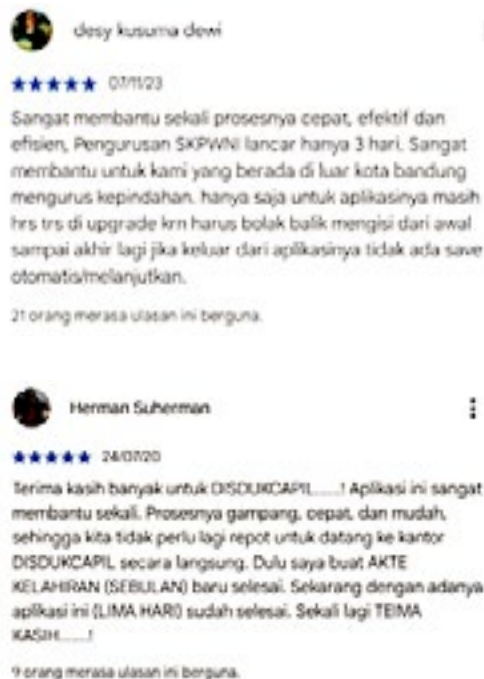 desy kusuma dewi
07/11/23
Sangat membantu sekali prosesnya cepat, efektif dan
efisien, Pengurusan SKPWNI lancar hanya 3 hari. Sangat
membantu untuk kami yang berada di luar kota bandung
mengurus kepindahan. hanya saja untuk aplikasinya masih
hrs trs di upgrade krn harus bolak balik mengisi dari awal
sampai akhir lagi jika keluar dari aplikasinya tidak ada save
otomatis/melanjutkan.
21 orang merasa ulasan ini berguna.
Herman Suherman
24/07/20
Terima kasih banyak untuk DISDUKCAPIL......! Aplikasi ini sangat
membantu sekali. Prosesnya gampang, cepat, dan mudah,
sehingga kita tidak perlu lagi repot untuk datang ke kantor
DISDUKCAPIL secara langsung. Dulu saya buat AKTE
KELAHIRAN (SEBULAN) baru selesai. Sekarang dengan adanya
aplikasi ini (LIMA HARI) sudah selesai. Sekali lagi TEIMA
KASIH......!
9 orang merasa ulasan ini berguna.